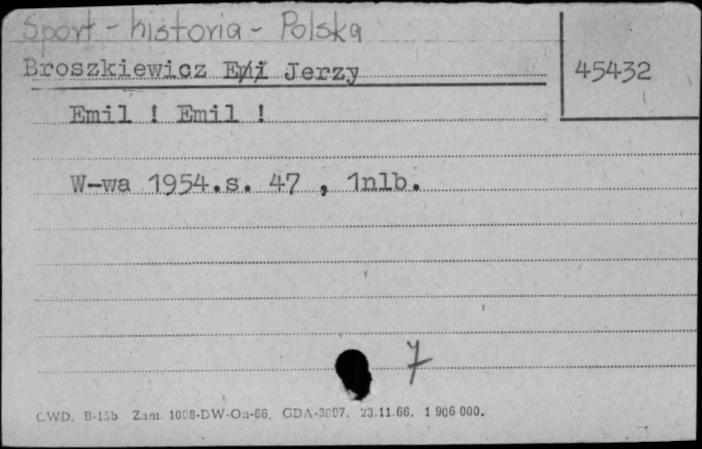 Sport - historia - Polska
Broszkiewicz Jerzy
45432
Emil ! Emil !
W-wa 1954.s. 47 , 1nlb.
7
CWD. B-15b Zam. 1008-DW-On-66. GDA-3097. 23.11.66. 1 906 000.